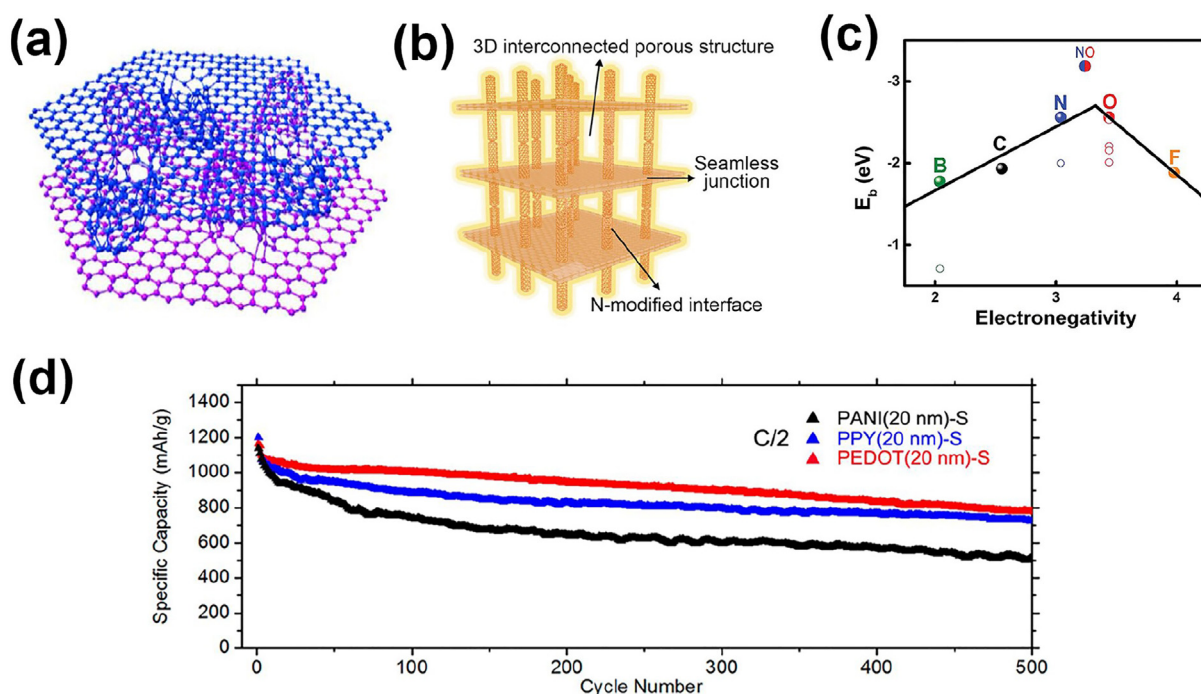 (a)
(b)
3D interconnected porous structure
Seamless
junction
N-modified interface
(c)
E_b (eV)
-3
-2
-1
NO
N
O
C
B
F
2
3
4
Electronegativity
(d)
Specific Capacity (mAh/g)
1400
1200
1000
800
600
400
200
0
C/2
PANI(20 nm)-S
PPY(20 nm)-S
PEDOT(20 nm)-S
0
100
200
300
400
500
Cycle Number